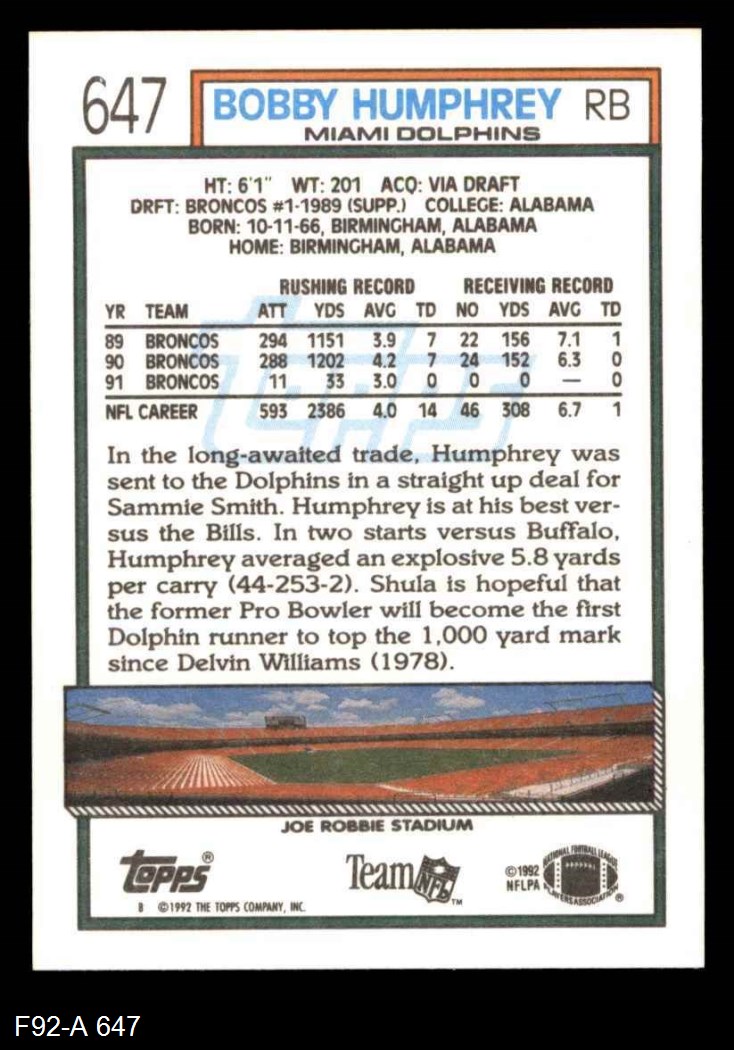 647 BOBBY HUMPHREY RB
MIAMI DOLPHINS
HT: 6'1" WT: 201 ACQ: VIA DRAFT
DRFT: BRONCOS #1-1989 (SUPP.) COLLEGE: ALABAMA
BORN: 10-11-66, BIRMINGHAM, ALABAMA
HOME: BIRMINGHAM, ALABAMA
RUSHING RECORD RECEIVING RECORD
YR TEAM ATT YDS AVG TD NO YDS AVG TD
89 BRONCOS 294 1151 3.9 7 22 156 7.1 1
90 BRONCOS 288 1202 4.2 7 24 152 6.3 0
91 BRONCOS 11 33 3.0 0 0 0 — 0
NFL CAREER 593 2386 4.0 14 46 308 6.7 1
topps
In the long-awaited trade, Humphrey was
sent to the Dolphins in a straight up deal for
Sammie Smith. Humphrey is at his best ver-
sus the Bills. In two starts versus Buffalo,
Humphrey averaged an explosive 5.8 yards
per carry (44-253-2). Shula is hopeful that
the former Pro Bowler will become the first
Dolphin runner to top the 1,000 yard mark
since Delvin Williams (1978).
JOE ROBBIE STADIUM
topps®
Team NFL™
©1992
NFLPA
NATIONAL FOOTBALL LEAGUE
PLAYERS ASSOCIATION ®
B ©1992 THE TOPPS COMPANY, INC.
F92-A 647